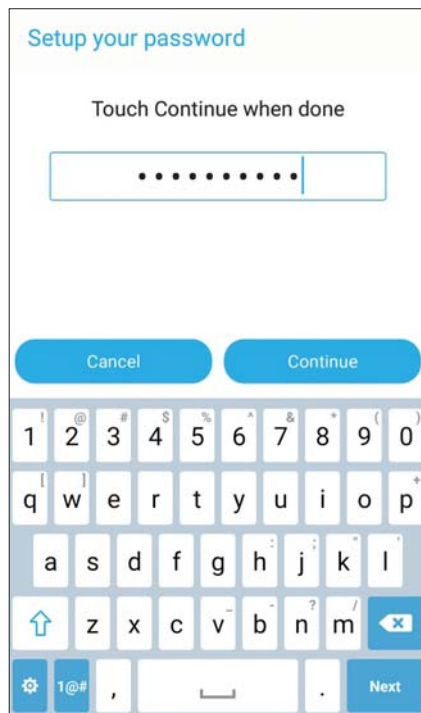 Setup your password
Touch Continue when done
••••••••••
Cancel Continue
1 ! 2 @ 3 # 4 $ 5 % 6 ^ 7 & 8 * 9 ( 0 )
q [ w ] e r t y u i o p +
a s d f g h : j ; k " l '
z x c v _ b - n ? m /
1@# , . Next